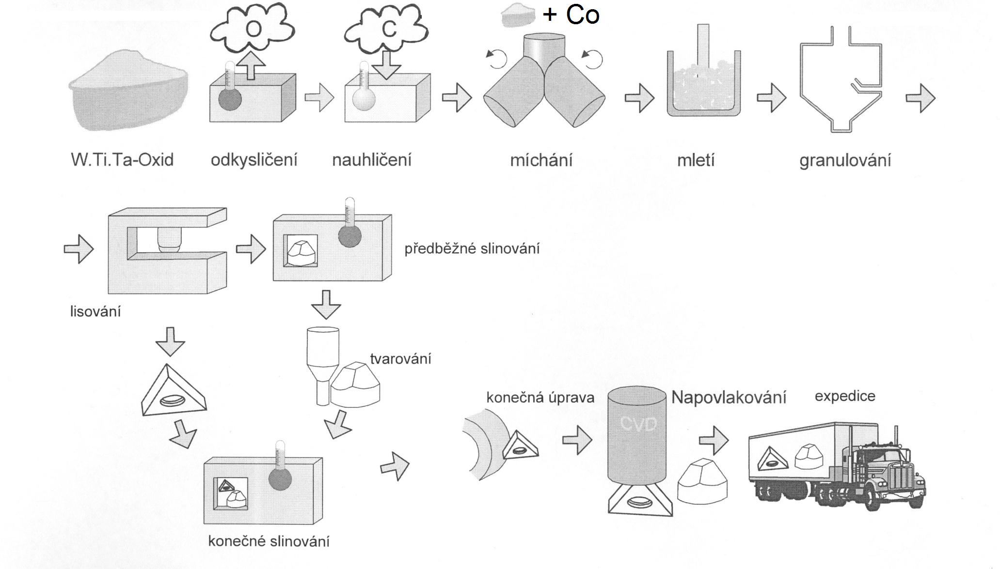 O
C
+ Co
W.Ti.Ta-Oxid
odkysličení
nauhličení
míchání
mletí
granulování
předběžné slinování
lisování
tvarování
konečná úprava
Napovlakování
expedice
CVD
konečné slinování